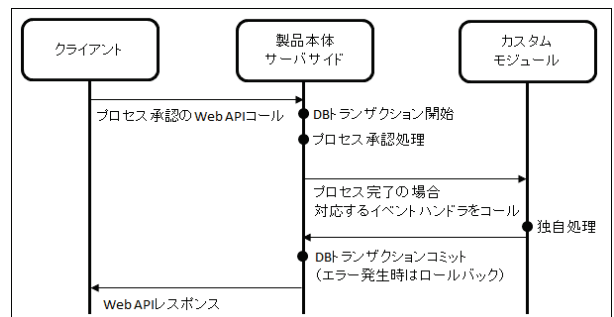 クライアント
製品本体
サーバサイド
カスタム
モジュール
プロセス承認のWeb APIコール
DBトランザクション開始
プロセス承認処理
プロセス完了の場合
対応するイベントハンドラをコール
独自処理
DBトランザクションコミット
(エラー発生時はロールバック)
Web APIレスポンス